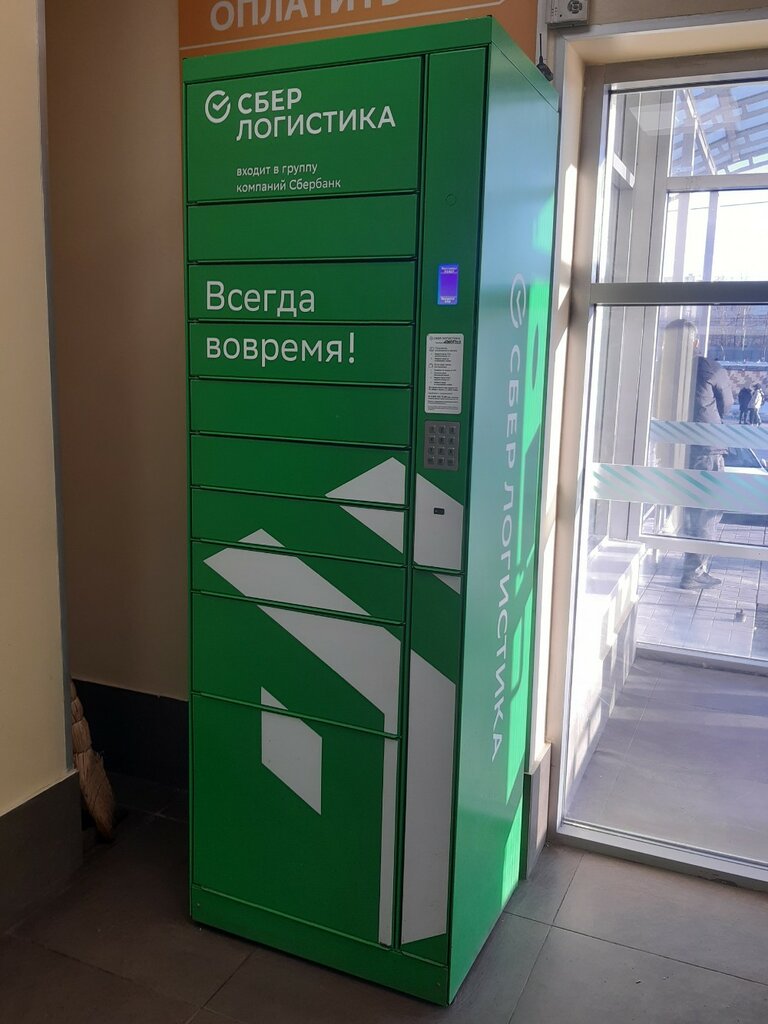 ОПЛАТИТЬ
СБЕР
ЛОГИСТИКА
входит в группу
компаний Сбербанк
Всегда
вовремя!
СБЕР ЛОГИСТИКА